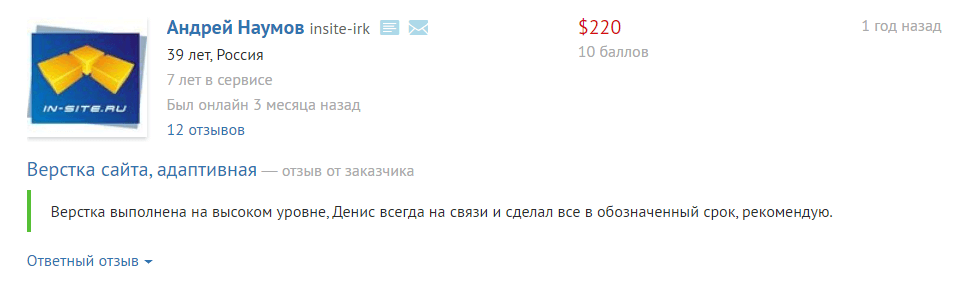 Андрей Наумов insite-irk
$220
1 год назад
39 лет, Россия
10 баллов
7 лет в сервисе
Был онлайн 3 месяца назад
12 отзывов
IN-SITE.RU
Верстка сайта, адаптивная — отзыв от заказчика
Верстка выполнена на высоком уровне, Денис всегда на связи и сделал все в обозначенный срок, рекомендую.
Ответный отзыв